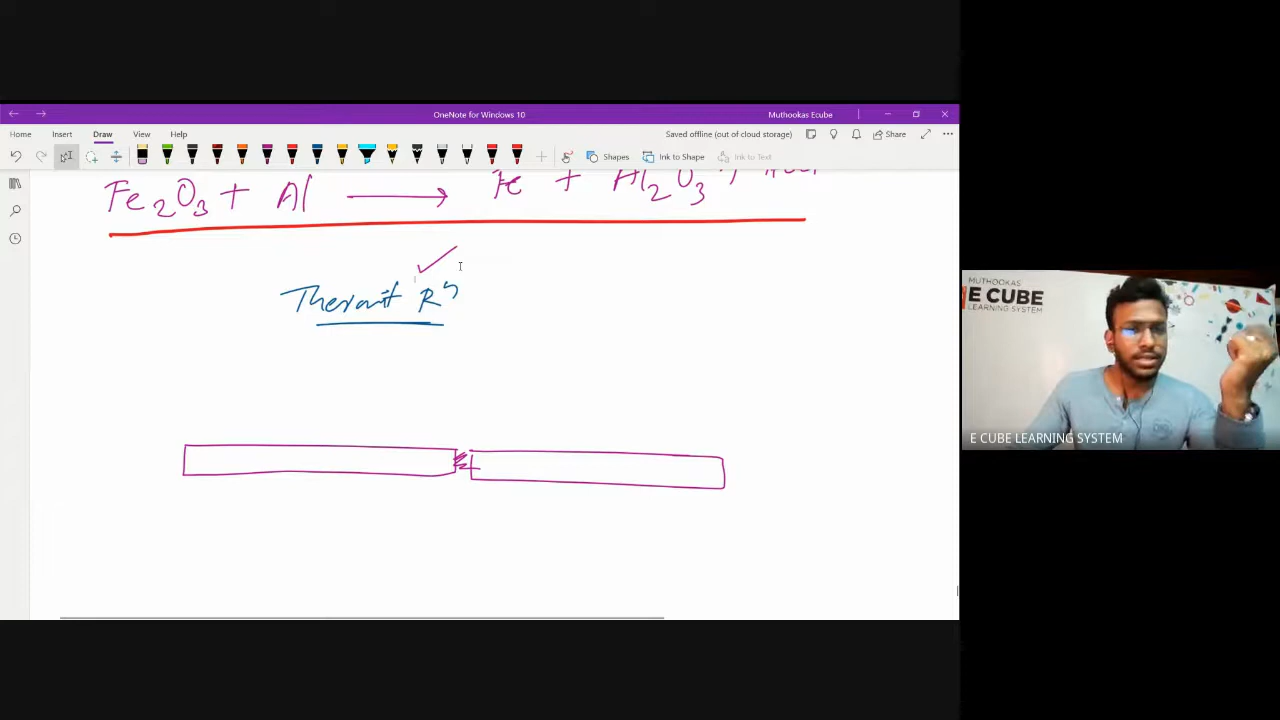 OneNote for Windows 10
Muthookas Ecube
Home Insert Draw View Help
Saved offline (out of cloud storage)
Share
Shapes
Ink to Shape
Ink to Text
Fe2O3 + Al → Fe + Al2O3 +
Thermit Rn
MUTHOOKAS
E CUBE
LEARNING SYSTEM
E CUBE LEARNING SYSTEM